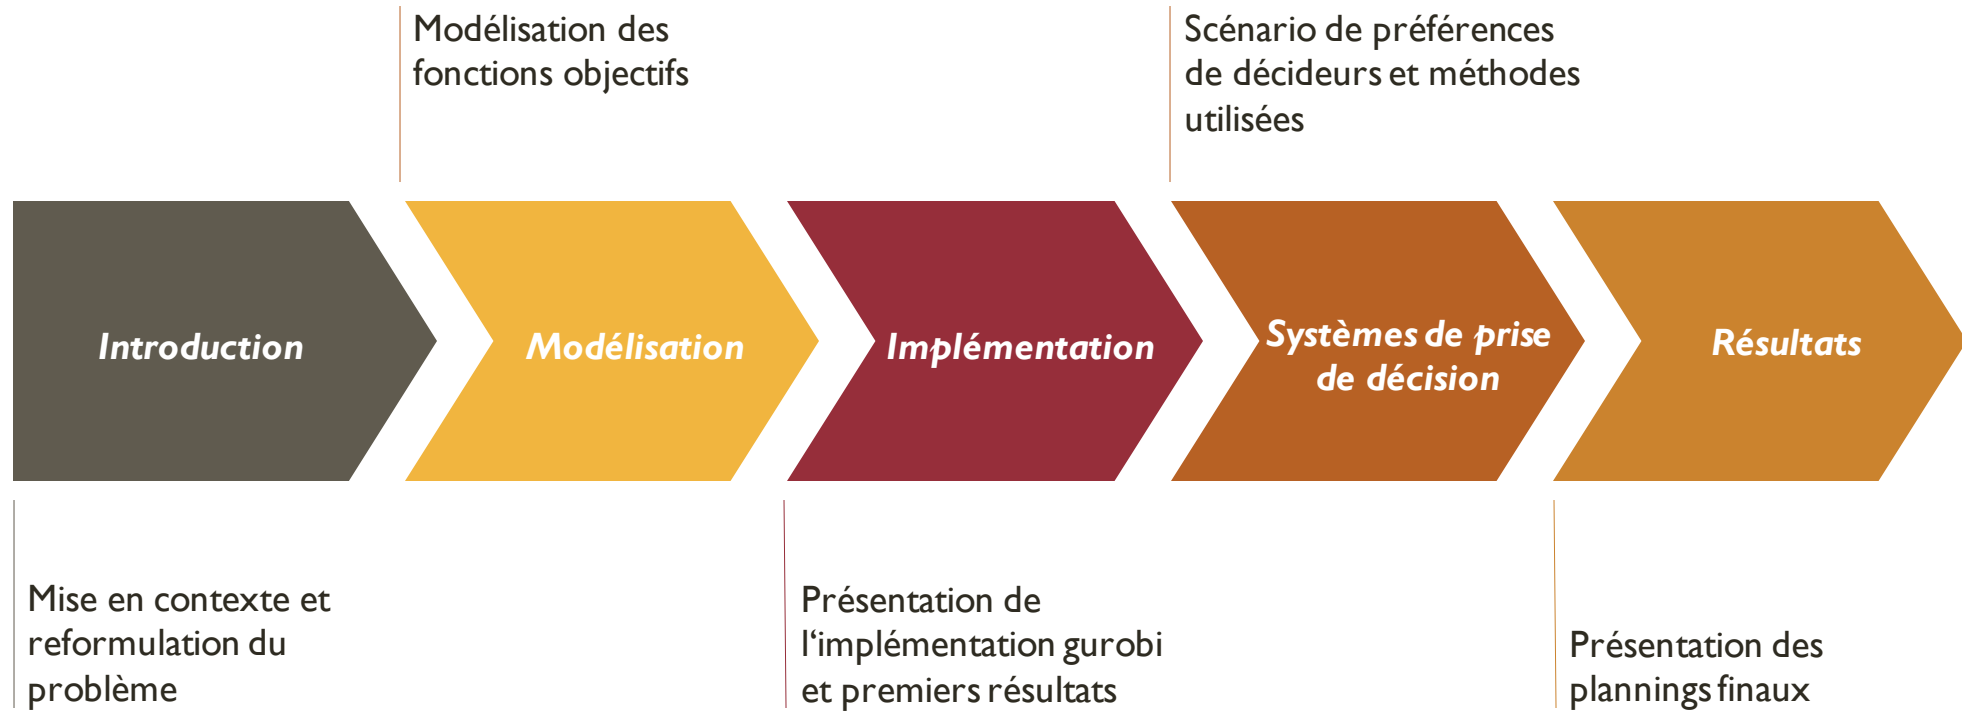 Modélisation des
fonctions objectifs
Scénario de préférences
de décideurs et méthodes
utilisées
Introduction
Modélisation
Implémentation
Systèmes de prise
de décision
Résultats
Mise en contexte et
reformulation du
problème
Présentation de
l‘implémentation gurobi
et premiers résultats
Présentation des
plannings finaux